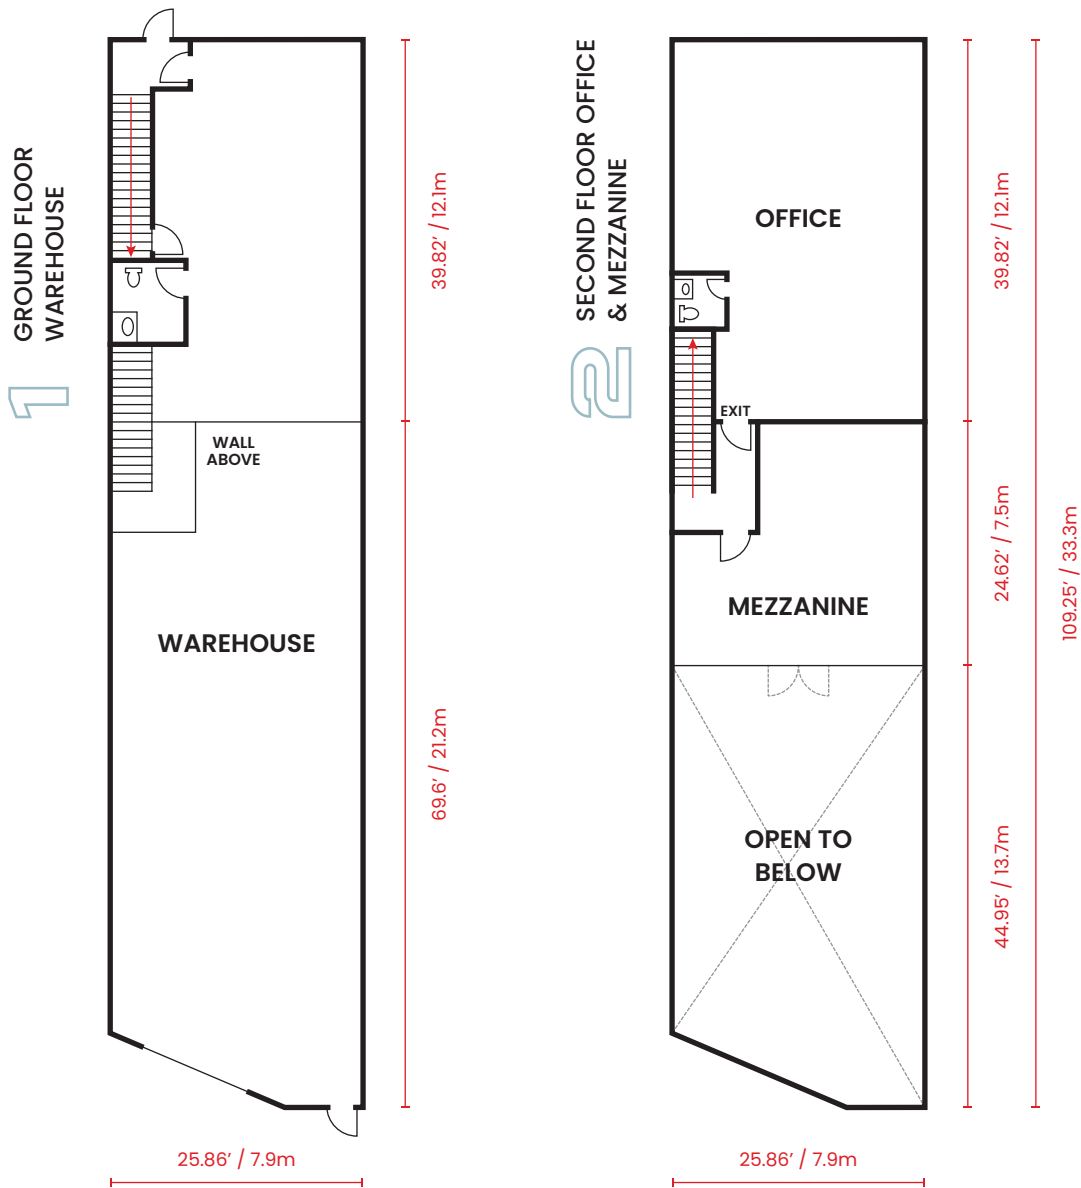 1
GROUND FLOOR
WAREHOUSE
39.82’ / 12.1m
WALL
ABOVE
WAREHOUSE
69.6’ / 21.2m
25.86’ / 7.9m
2
SECOND FLOOR OFFICE
& MEZZANINE
OFFICE
39.82’ / 12.1m
EXIT
24.62’ / 7.5m
109.25’ / 33.3m
MEZZANINE
OPEN TO
BELOW
44.95’ / 13.7m
25.86’ / 7.9m